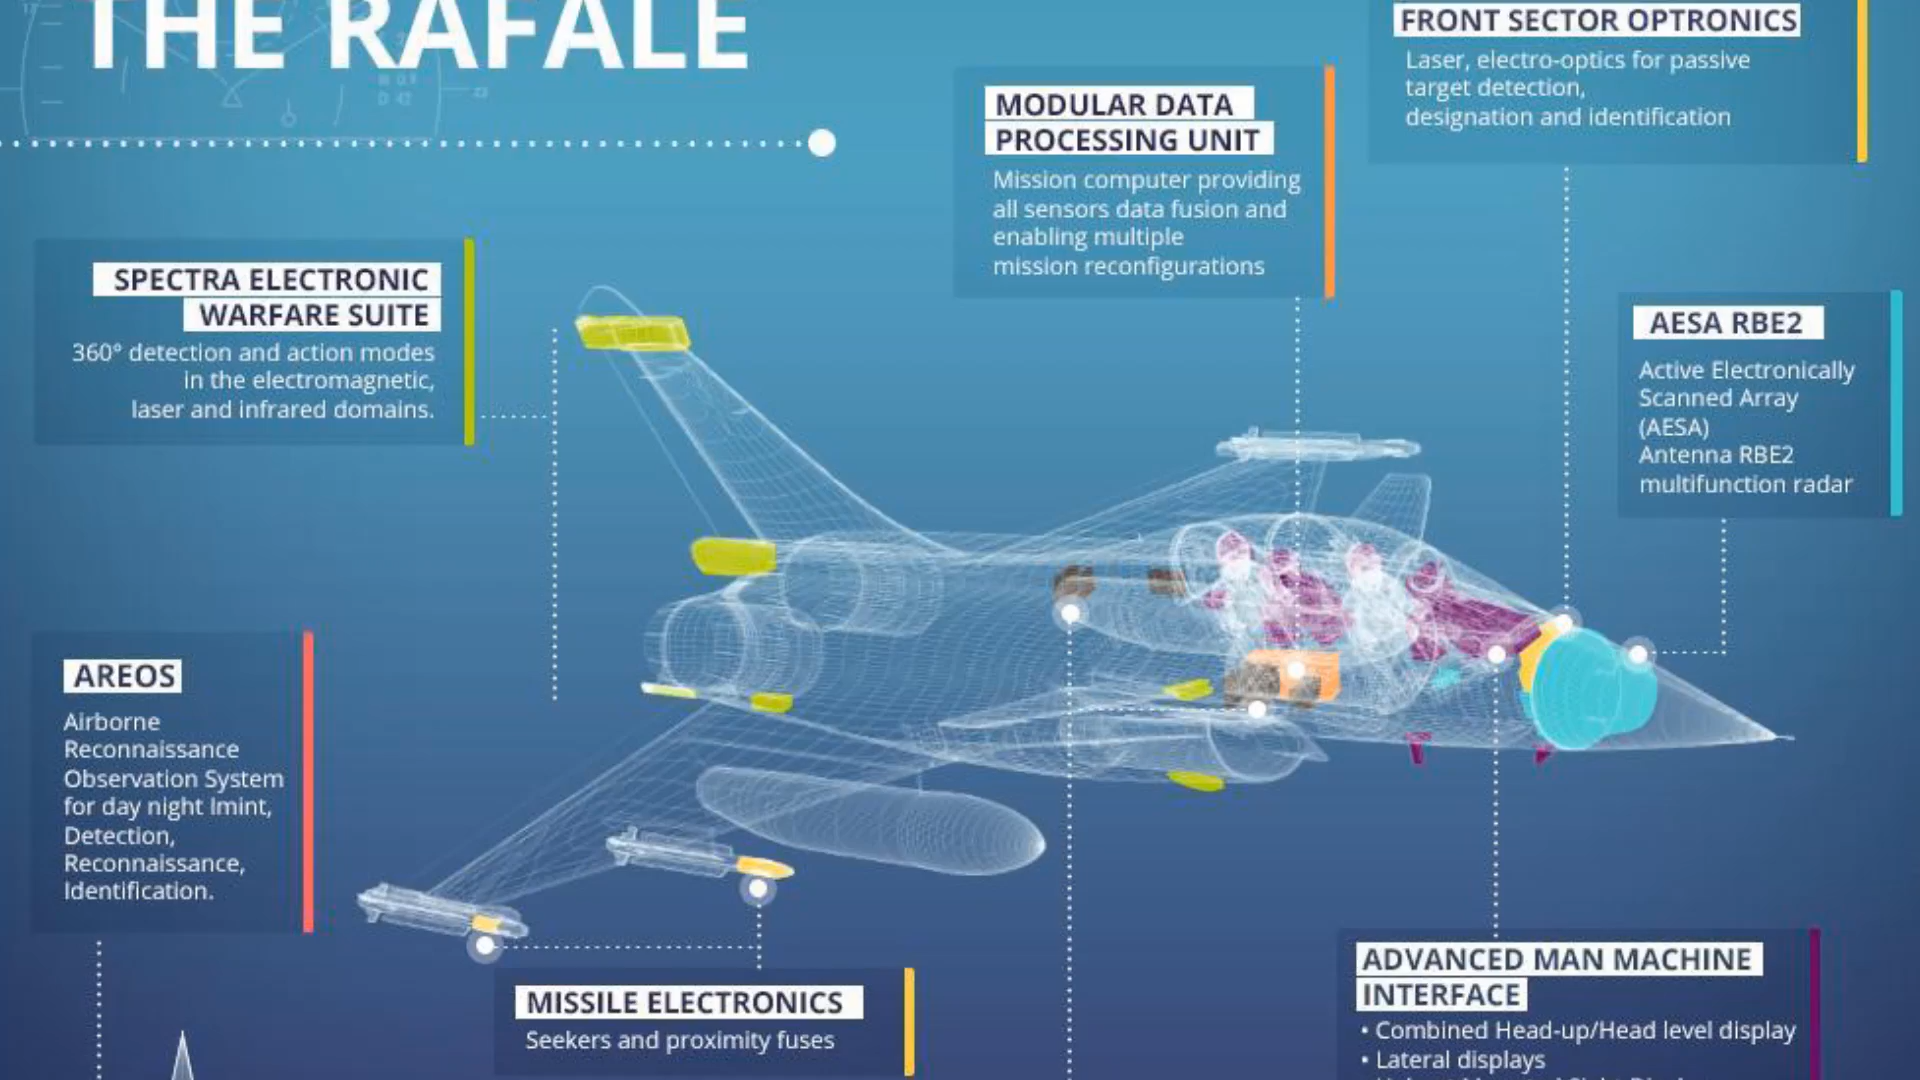 THE RAFALE
FRONT SECTOR OPTRONICS
Laser, electro-optics for passive
target detection,
designation and identification
MODULAR DATA
PROCESSING UNIT
Mission computer providing
all sensors data fusion and
enabling multiple
mission reconfigurations
SPECTRA ELECTRONIC
WARFARE SUITE
360° detection and action modes
in the electromagnetic,
laser and infrared domains.
AESA RBE2
Active Electronically
Scanned Array
(AESA)
Antenna RBE2
multifunction radar
AREOS
Airborne
Reconnaissance
Observation System
for day night Imint,
Detection,
Reconnaissance,
Identification.
MISSILE ELECTRONICS
Seekers and proximity fuses
ADVANCED MAN MACHINE
INTERFACE
• Combined Head-up/Head level display
• Lateral displays